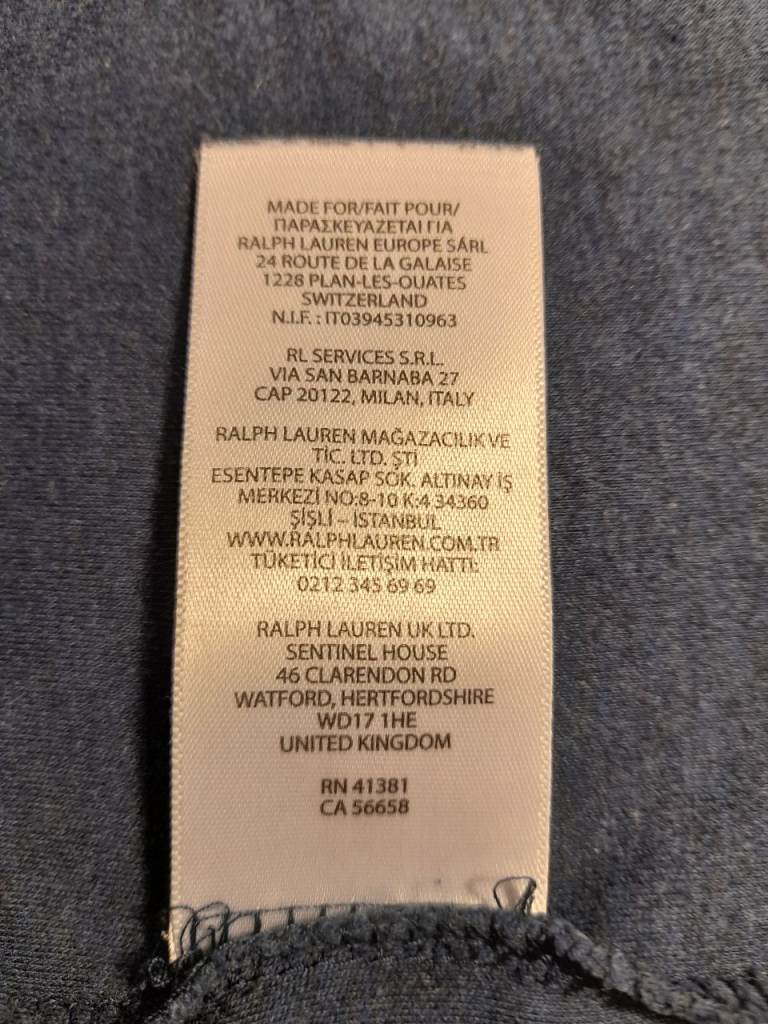 MADE FOR/FAIT POUR/
ΠΑΡΑΣΚΕΥΑΖΕΤΑΙ ΓΙΑ
RALPH LAUREN EUROPE SÁRL
24 ROUTE DE LA GALAISE
1228 PLAN-LES-OUATES
SWITZERLAND
N.I.F. : IT03945310963
RL SERVICES S.R.L.
VIA SAN BARNABA 27
CAP 20122, MILAN, ITALY
RALPH LAUREN MAĞAZACILIK VE
TİC. LTD. ŞTİ
ESENTEPE KASAP SOK. ALTINAY İŞ
MERKEZİ NO:8-10 K:4 34360
ŞİŞLİ – İSTANBUL
WWW.RALPHLAUREN.COM.TR
TÜKETİCİ İLETİŞİM HATTI:
0212 345 69 69
RALPH LAUREN UK LTD.
SENTINEL HOUSE
46 CLARENDON RD
WATFORD, HERTFORDSHIRE
WD17 1HE
UNITED KINGDOM
RN 41381
CA 56658